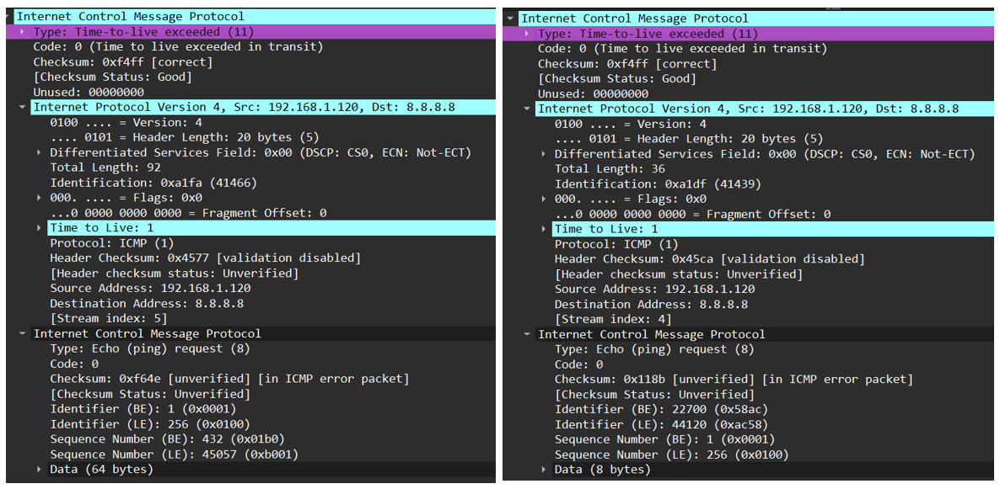 Internet Control Message Protocol
Type: Time-to-live exceeded (11)
Code: 0 (Time to live exceeded in transit)
Checksum: 0xf4ff [correct]
[Checksum Status: Good]
Unused: 00000000
Internet Protocol Version 4, Src: 192.168.1.120, Dst: 8.8.8.8
0100 .... = Version: 4
.... 0101 = Header Length: 20 bytes (5)
Differentiated Services Field: 0x00 (DSCP: CS0, ECN: Not-ECT)
Total Length: 92
Identification: 0xa1fa (41466)
000. .... = Flags: 0x0
...0 0000 0000 0000 = Fragment Offset: 0
Time to Live: 1
Protocol: ICMP (1)
Header Checksum: 0x4577 [validation disabled]
[Header checksum status: Unverified]
Source Address: 192.168.1.120
Destination Address: 8.8.8.8
[Stream index: 5]
Internet Control Message Protocol
Type: Echo (ping) request (8)
Code: 0
Checksum: 0xf64e [unverified] [in ICMP error packet]
[Checksum Status: Unverified]
Identifier (BE): 1 (0x0001)
Identifier (LE): 256 (0x0100)
Sequence Number (BE): 432 (0x01b0)
Sequence Number (LE): 45057 (0xb001)
Data (64 bytes)
Internet Control Message Protocol
Type: Time-to-live exceeded (11)
Code: 0 (Time to live exceeded in transit)
Checksum: 0xf4ff [correct]
[Checksum Status: Good]
Unused: 00000000
Internet Protocol Version 4, Src: 192.168.1.120, Dst: 8.8.8.8
0100 .... = Version: 4
.... 0101 = Header Length: 20 bytes (5)
Differentiated Services Field: 0x00 (DSCP: CS0, ECN: Not-ECT)
Total Length: 36
Identification: 0xa1df (41439)
000. .... = Flags: 0x0
...0 0000 0000 0000 = Fragment Offset: 0
Time to Live: 1
Protocol: ICMP (1)
Header Checksum: 0x45ca [validation disabled]
[Header checksum status: Unverified]
Source Address: 192.168.1.120
Destination Address: 8.8.8.8
[Stream index: 4]
Internet Control Message Protocol
Type: Echo (ping) request (8)
Code: 0
Checksum: 0x118b [unverified] [in ICMP error packet]
[Checksum Status: Unverified]
Identifier (BE): 22700 (0x58ac)
Identifier (LE): 44120 (0xac58)
Sequence Number (BE): 1 (0x0001)
Sequence Number (LE): 256 (0x0100)
Data (8 bytes)